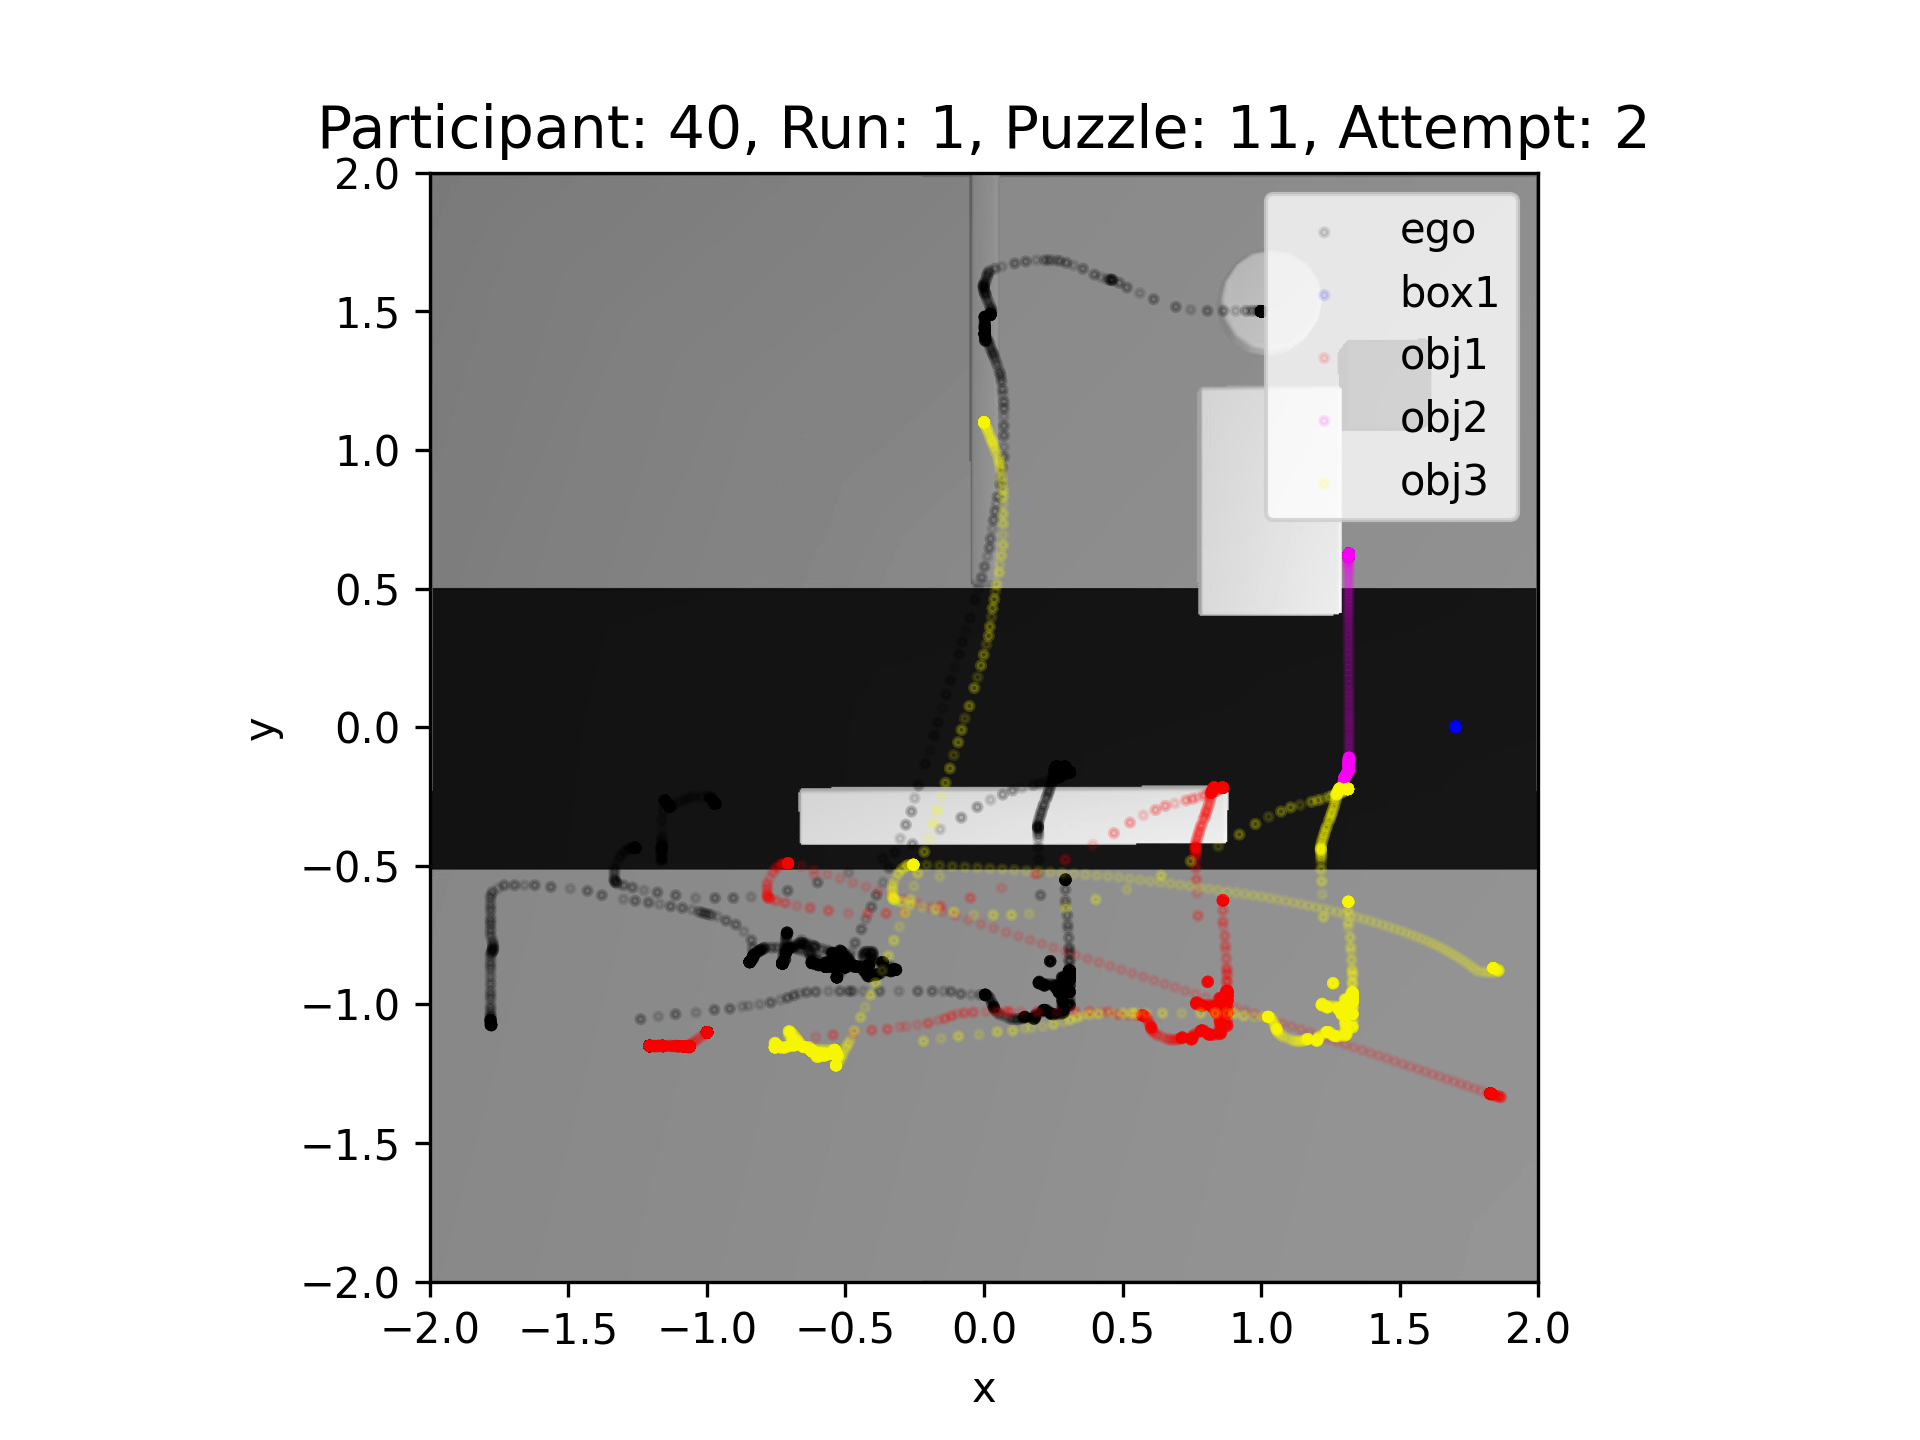 Participant: 40, Run: 1, Puzzle: 11, Attempt: 2
2.0
1.5
1.0
0.5
0.0
−0.5
−1.0
−1.5
−2.0
y
ego
box1
obj1
obj2
obj3
−2.0 −1.5 −1.0 −0.5 0.0 0.5 1.0 1.5 2.0
x